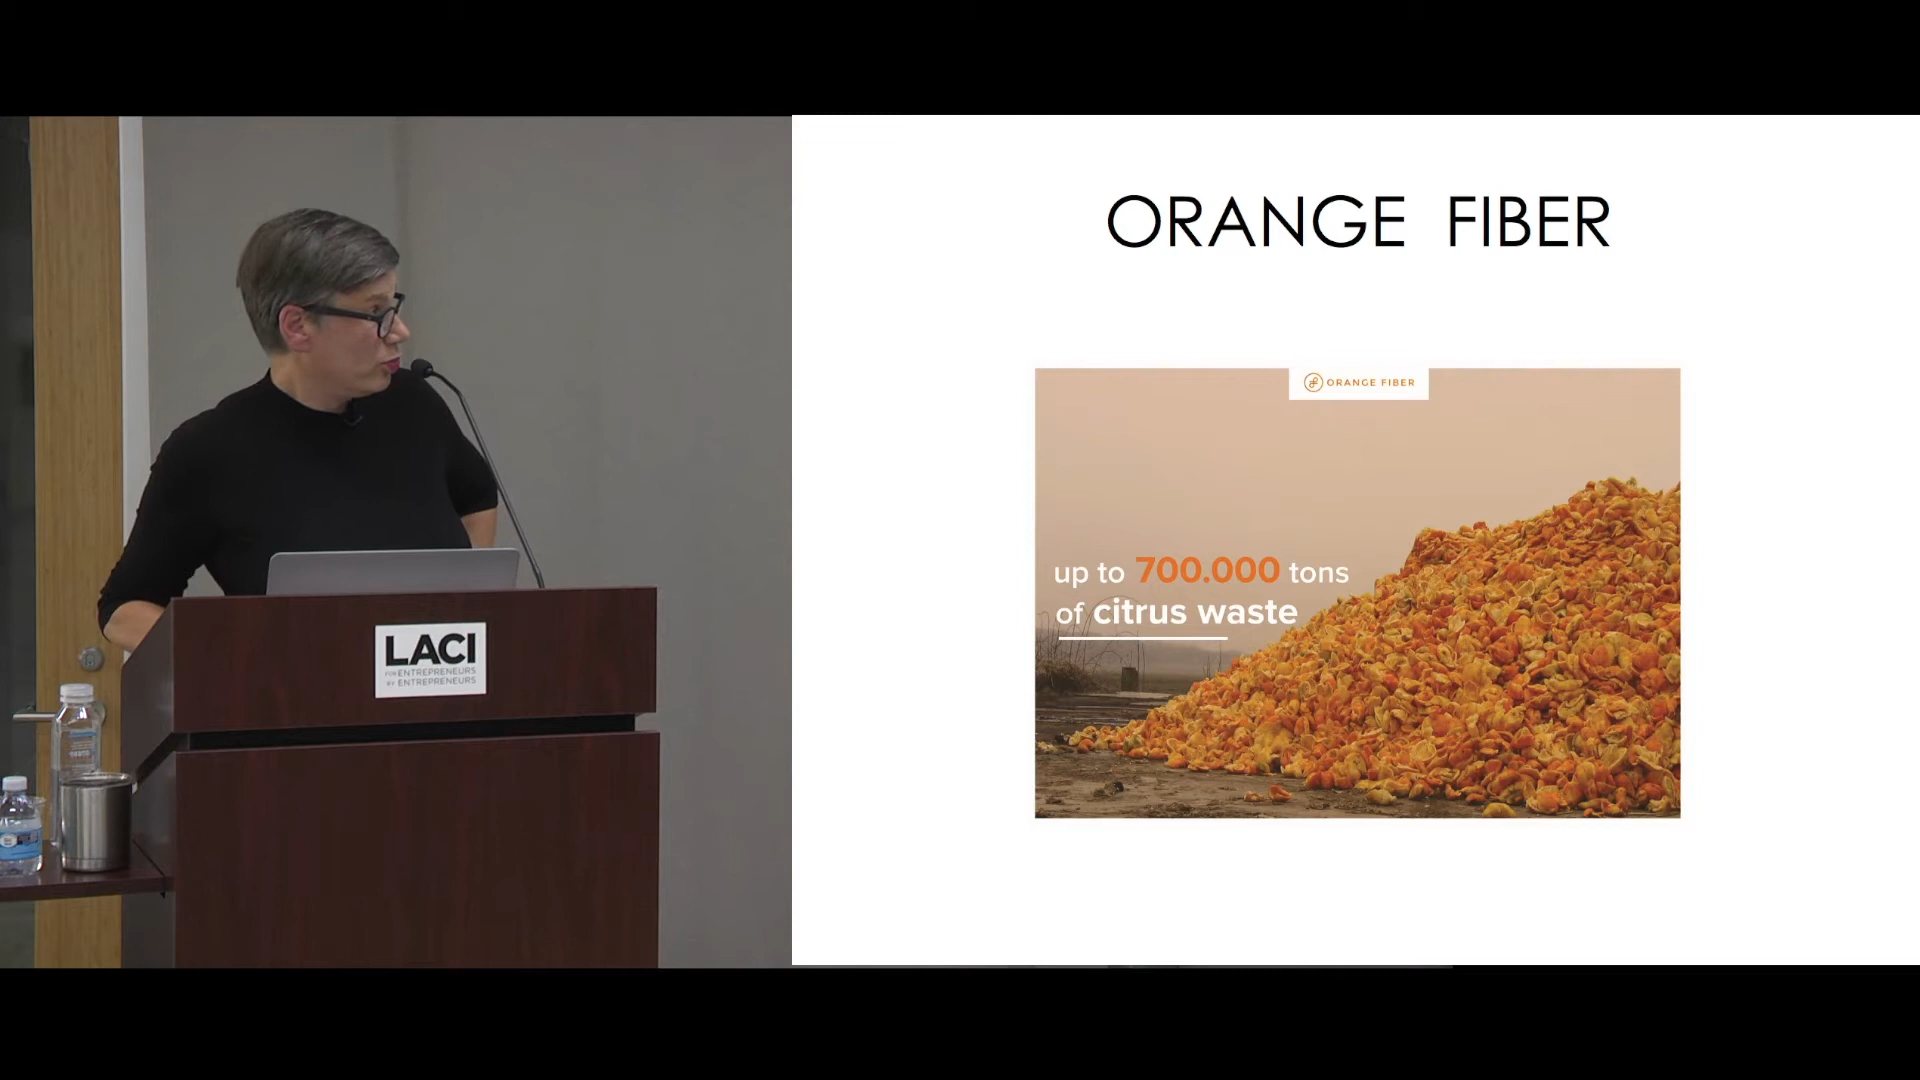 ORANGE FIBER
ORANGE FIBER
up to 700.000 tons
of citrus waste
LACI
FOR ENTREPRENEURS
BY ENTREPRENEURS